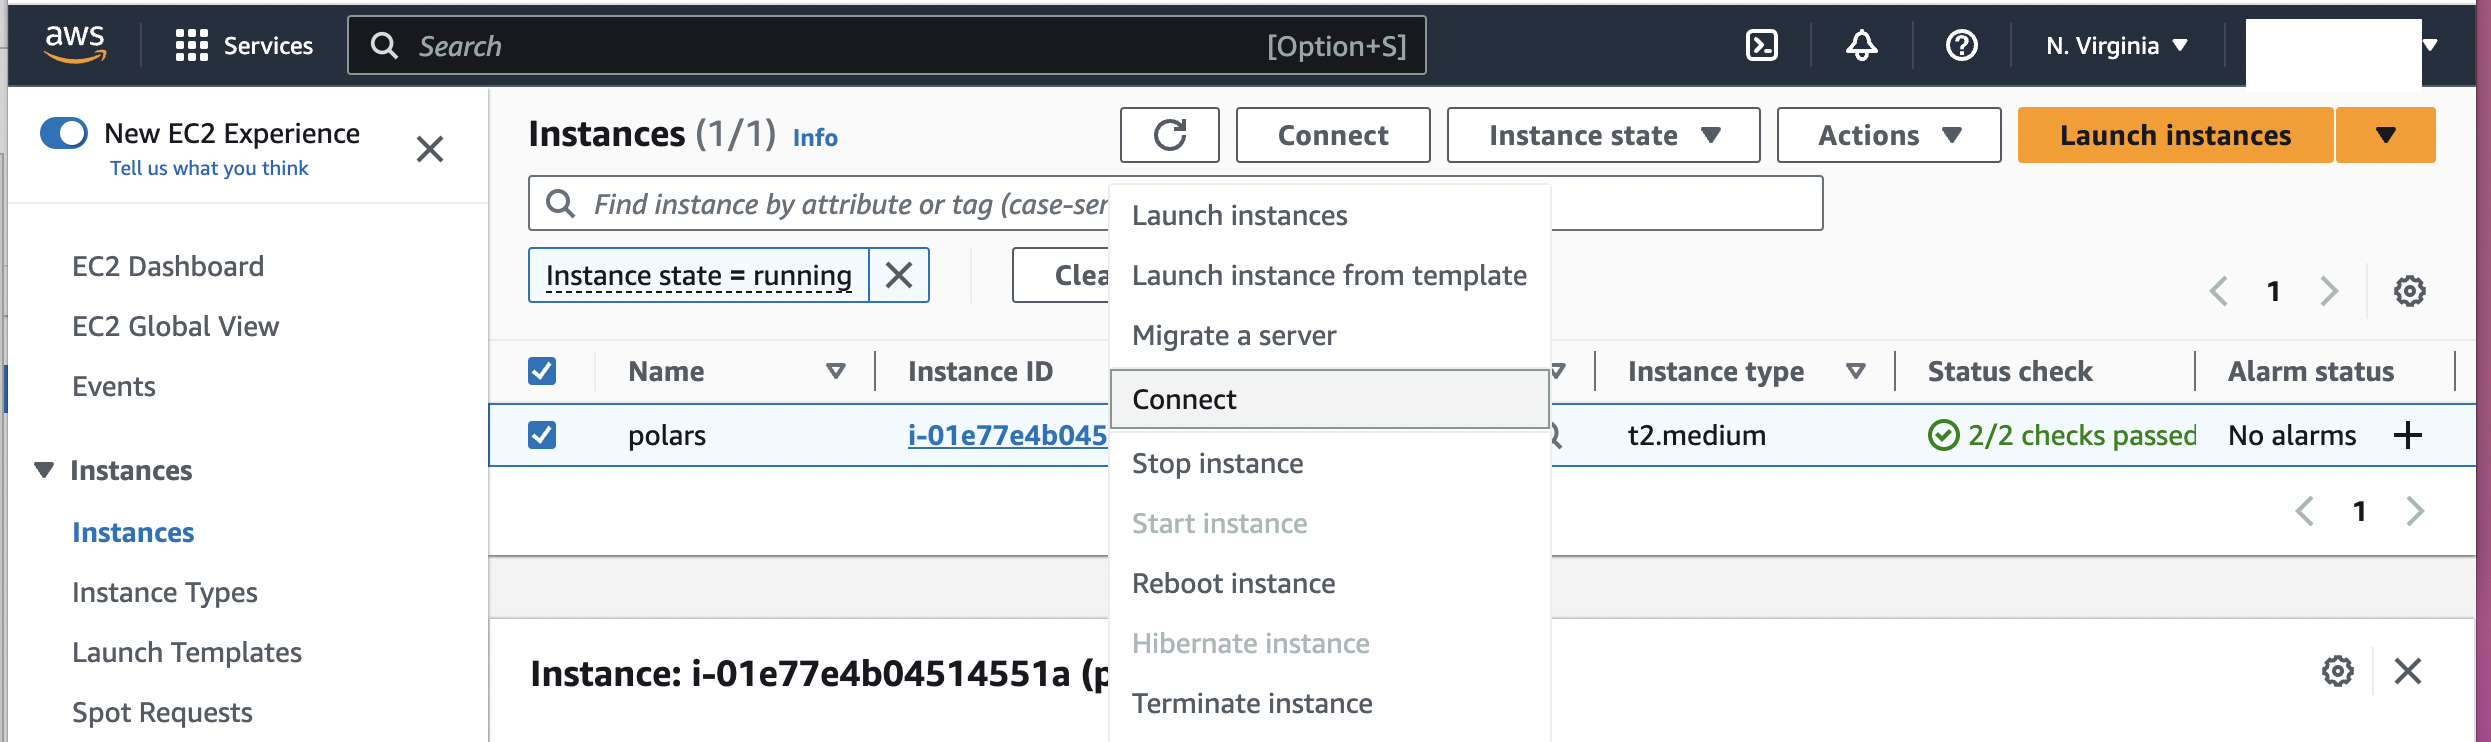 aws
Services
Search
[Option+S]
N. Virginia
New EC2 Experience
Tell us what you think
EC2 Dashboard
EC2 Global View
Events
Instances
Instances
Instance Types
Launch Templates
Spot Requests
Instances (1/1) Info
Connect
Instance state
Actions
Launch instances
Find instance by attribute or tag (case-ser
Instance state = running
Clea
1
Name
Instance ID
Instance type
Status check
Alarm status
polars
i-01e77e4b045
t2.medium
2/2 checks passed
No alarms
1
Launch instances
Launch instance from template
Migrate a server
Connect
Stop instance
Start instance
Reboot instance
Hibernate instance
Terminate instance
Instance: i-01e77e4b04514551a (p